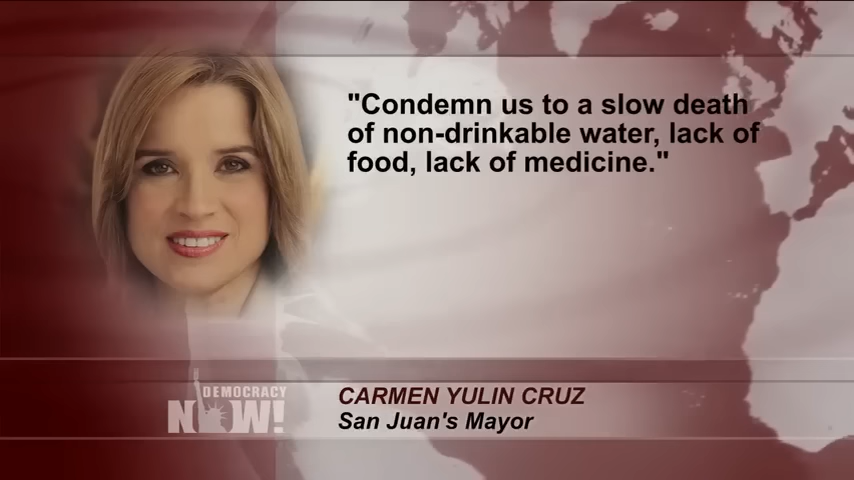 "Condemn us to a slow death
of non-drinkable water, lack of
food, lack of medicine."
DEMOCRACY
NOW!
CARMEN YULIN CRUZ
San Juan's Mayor